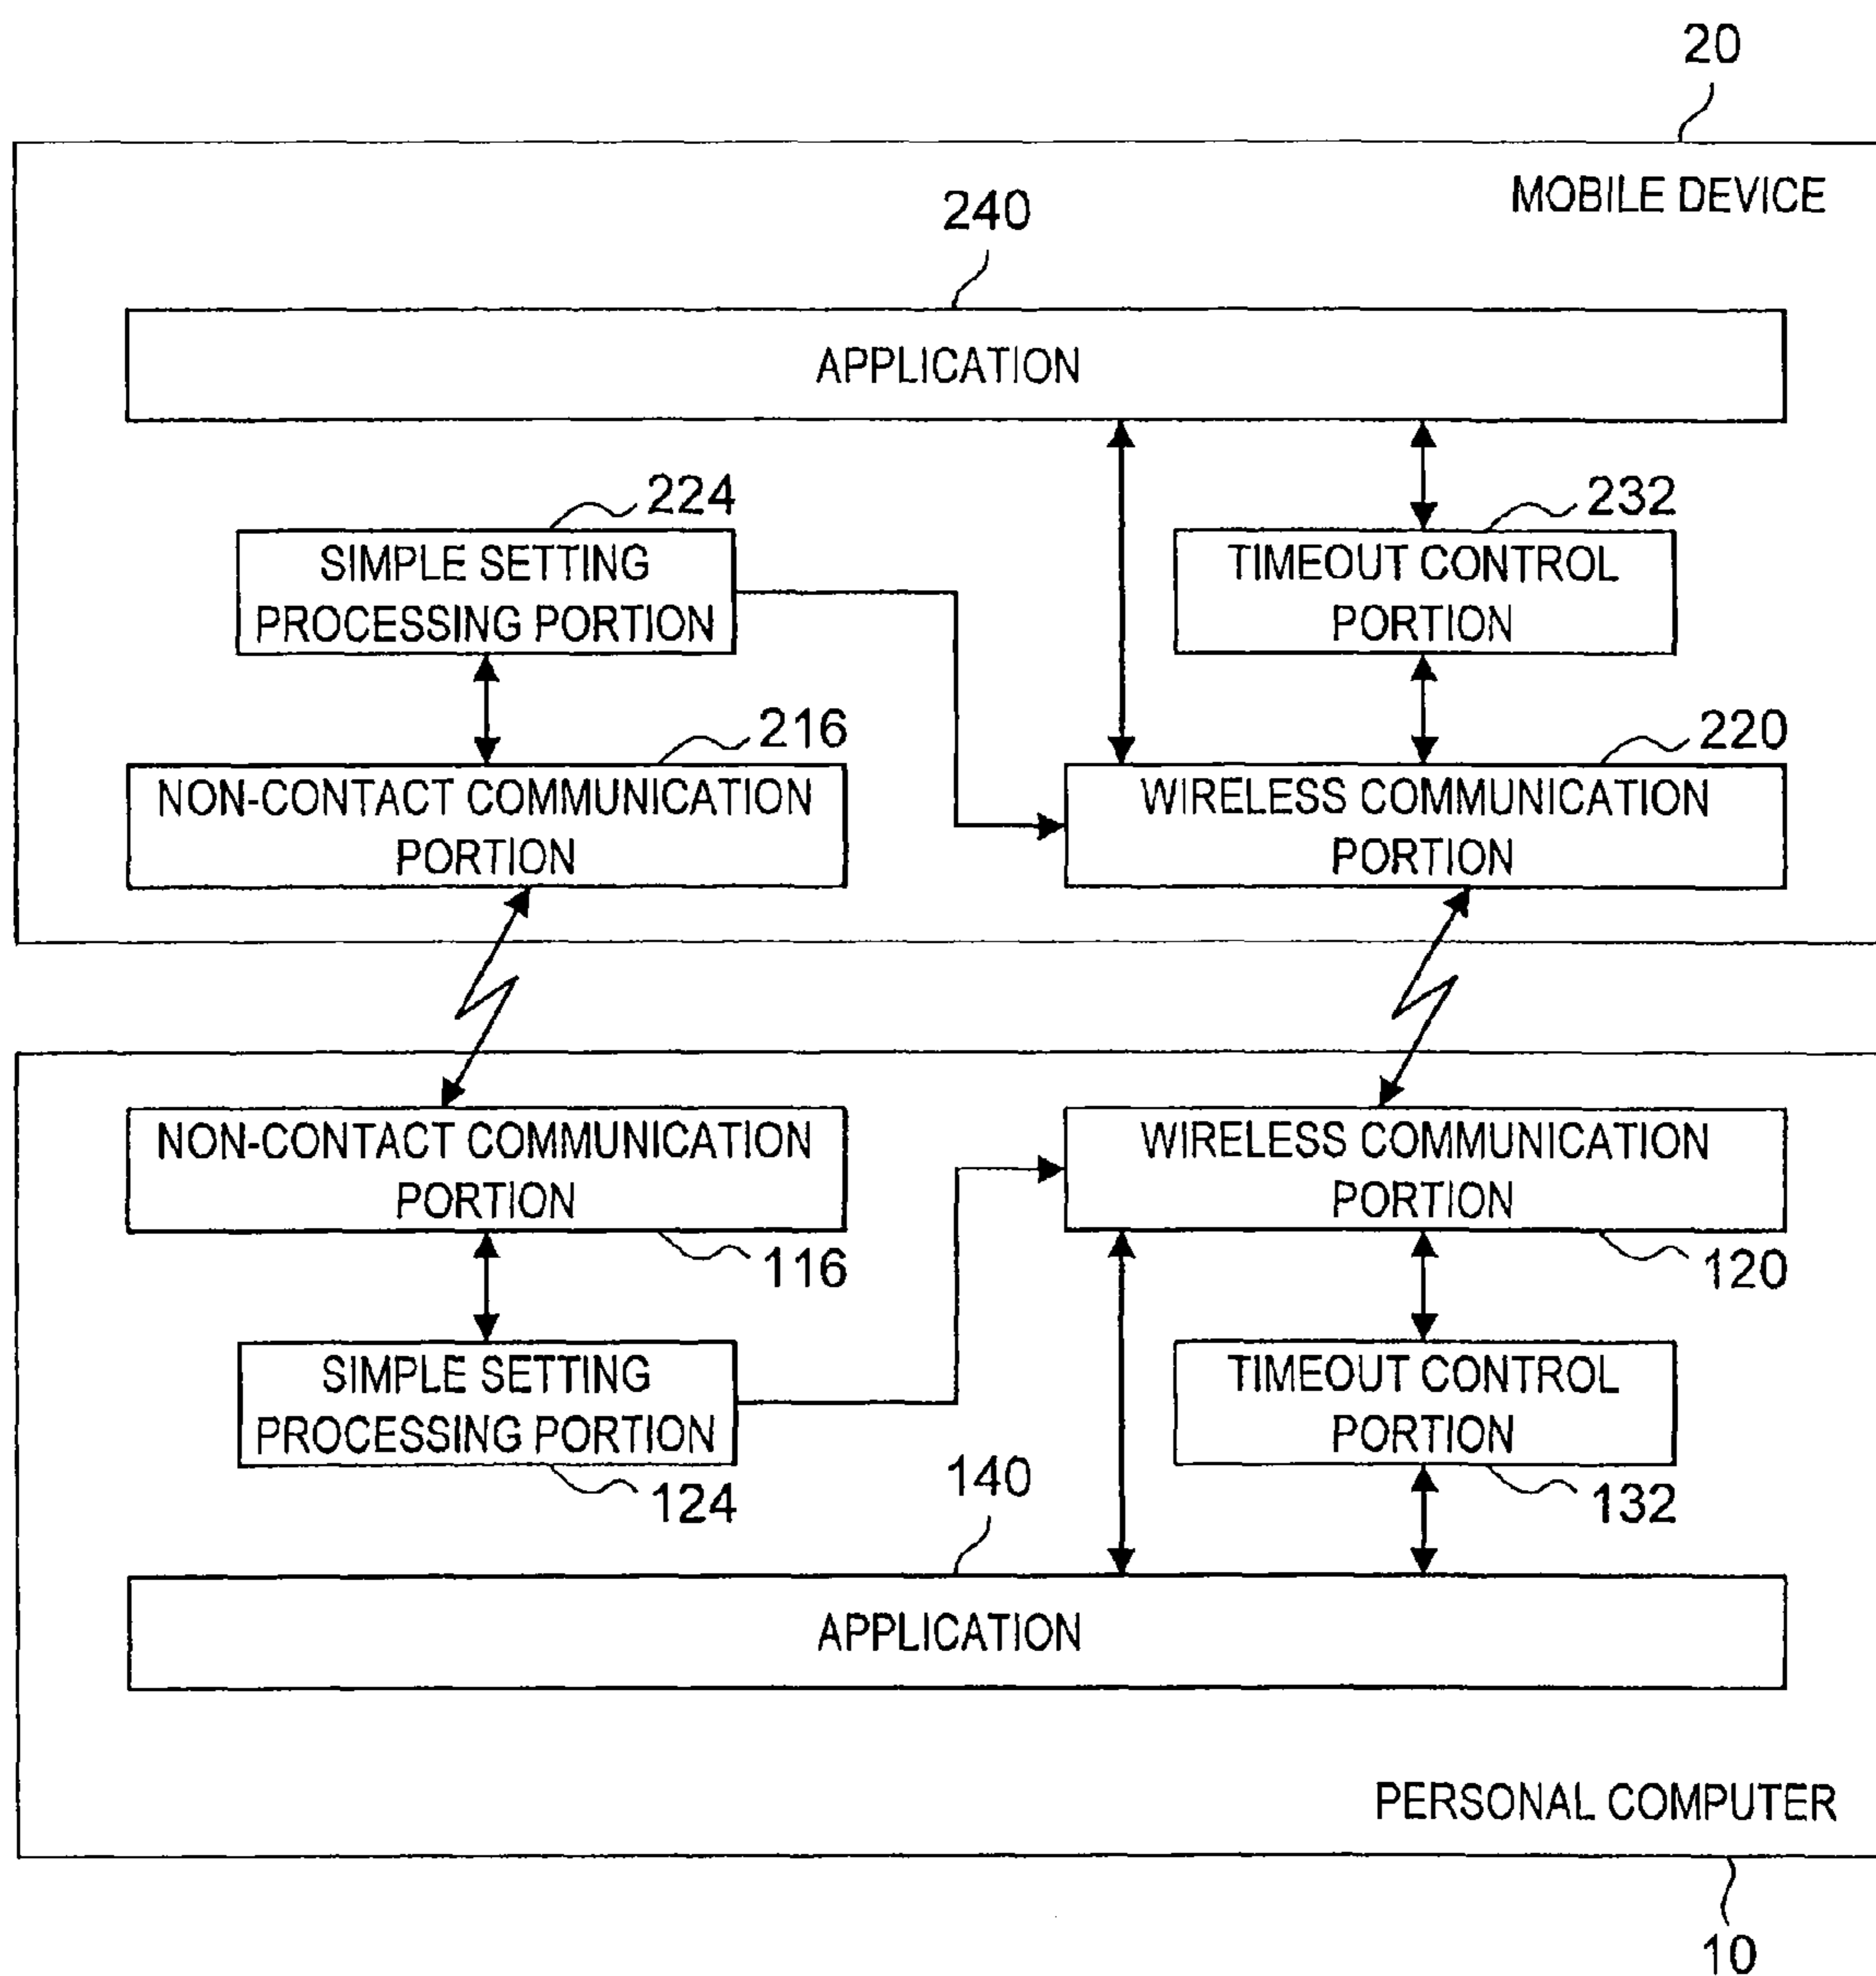 20
MOBILE DEVICE
240
APPLICATION
224
232
SIMPLE SETTING
PROCESSING PORTION
TIMEOUT CONTROL
PORTION
216
220
NON-CONTACT COMMUNICATION
PORTION
WIRELESS COMMUNICATION
PORTION
NON-CONTACT COMMUNICATION
PORTION
WIRELESS COMMUNICATION
PORTION
116
120
SIMPLE SETTING
PROCESSING PORTION
TIMEOUT CONTROL
PORTION
124
140
132
APPLICATION
PERSONAL COMPUTER
10